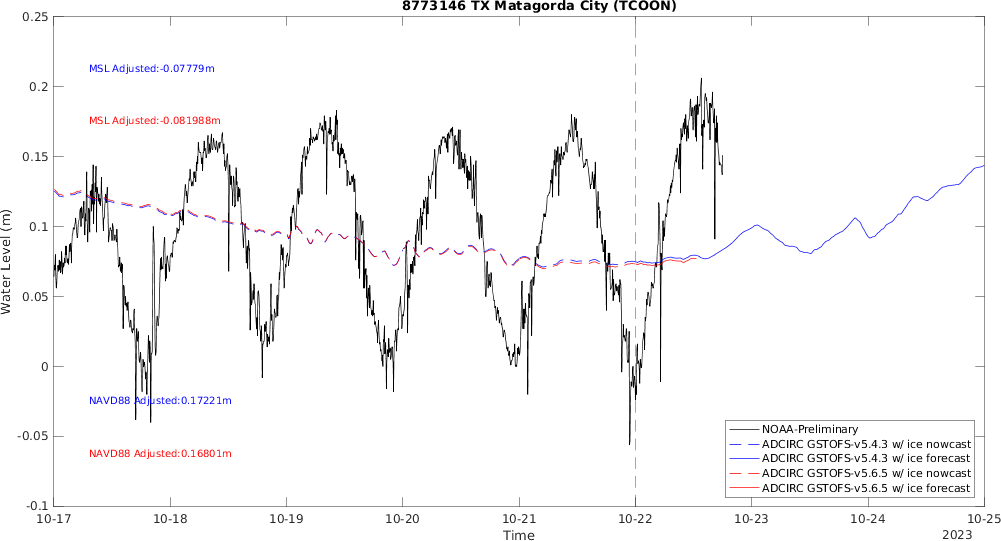 8773146 TX Matagorda City (TCOON)
0.25
0.2
0.15
0.1
0.05
0
-0.05
-0.1
Water Level (m)
MSL Adjusted:-0.07779m
MSL Adjusted:-0.081988m
NAVD88 Adjusted:0.17221m
NAVD88 Adjusted:0.16801m
NOAA-Preliminary
ADCIRC GSTOFS-v5.4.3 w/ ice nowcast
ADCIRC GSTOFS-v5.4.3 w/ ice forecast
ADCIRC GSTOFS-v5.6.5 w/ ice nowcast
ADCIRC GSTOFS-v5.6.5 w/ ice forecast
10-17 10-18 10-19 10-20 10-21 10-22 10-23 10-24 10-25
Time
2023